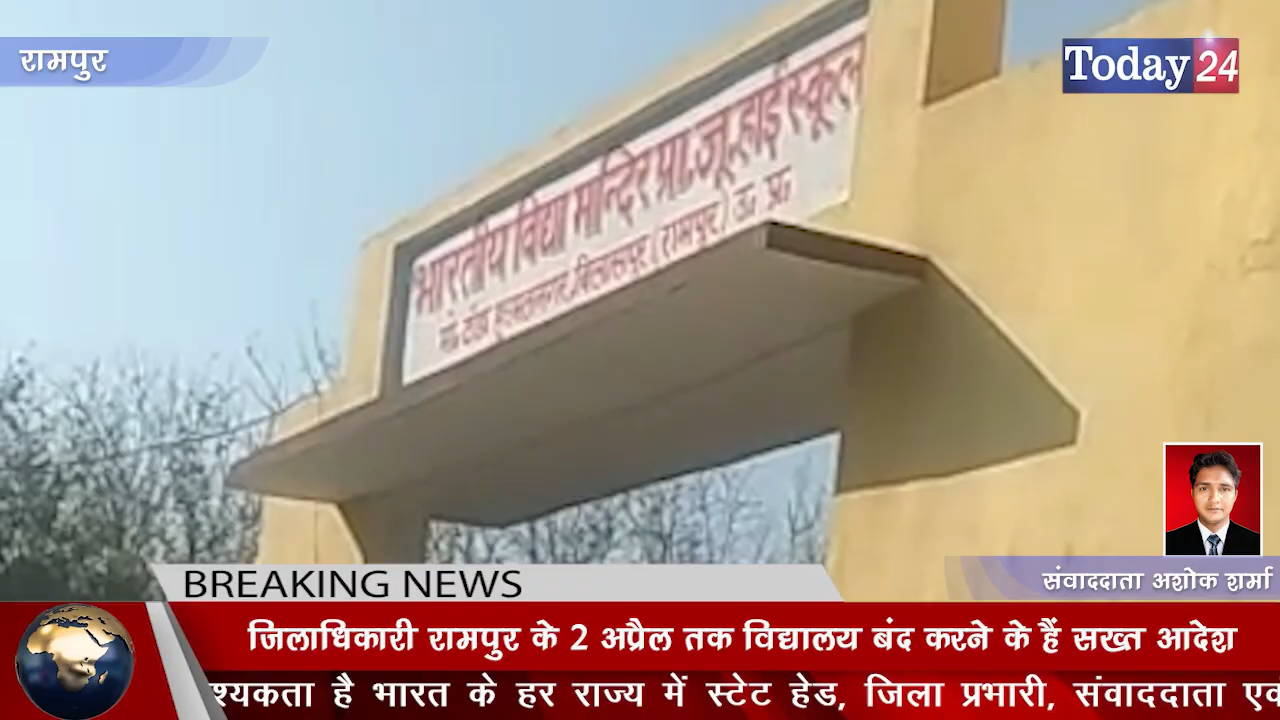 रामपुर
Today 24
भारतीय विद्या मन्दिर प्रा.जू.हाई स्कूल
बिलासपुर (रामपुर) उ॰ प्र॰
संवाददाता अशोक शर्मा
BREAKING NEWS
जिलाधिकारी रामपुर के 2 अप्रैल तक विद्यालय बंद करने के हैं सख्त आदेश
श्यकता है भारत के हर राज्य में स्टेट हेड, जिला प्रभारी, संवाददाता एव